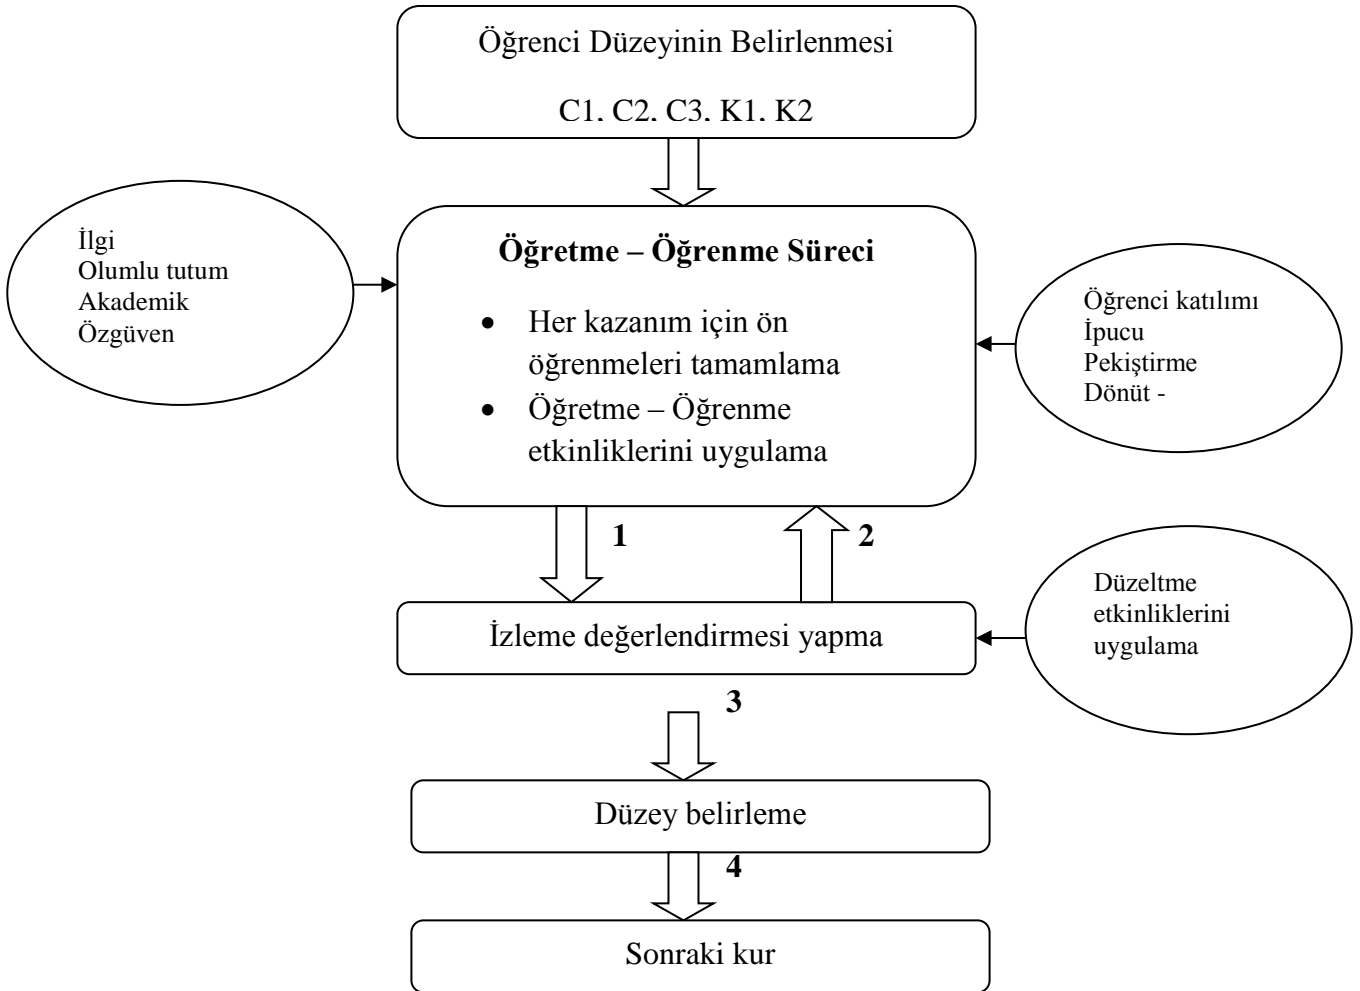 Öğrenci Düzeyinin Belirlenmesi
C1, C2, C3, K1, K2
İlgi
Olumlu tutum
Akademik
Özgüven
Öğretme – Öğrenme Süreci
• Her kazanım için ön
öğrenmeleri tamamlama
• Öğretme – Öğrenme
etkinliklerini uygulama
Öğrenci katılımı
İpucu
Pekiştirme
Dönüt -
1
2
İzleme değerlendirmesi yapma
Düzeltme
etkinliklerini
uygulama
3
Düzey belirleme
4
Sonraki kur